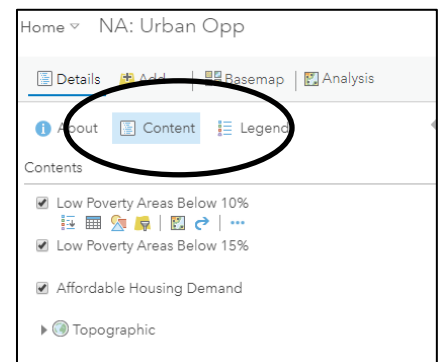 Home NA: Urban Opp
Details Add Basemap Analysis
About Content Legend
Contents
Low Poverty Areas Below 10%
Low Poverty Areas Below 15%
Affordable Housing Demand
Topographic